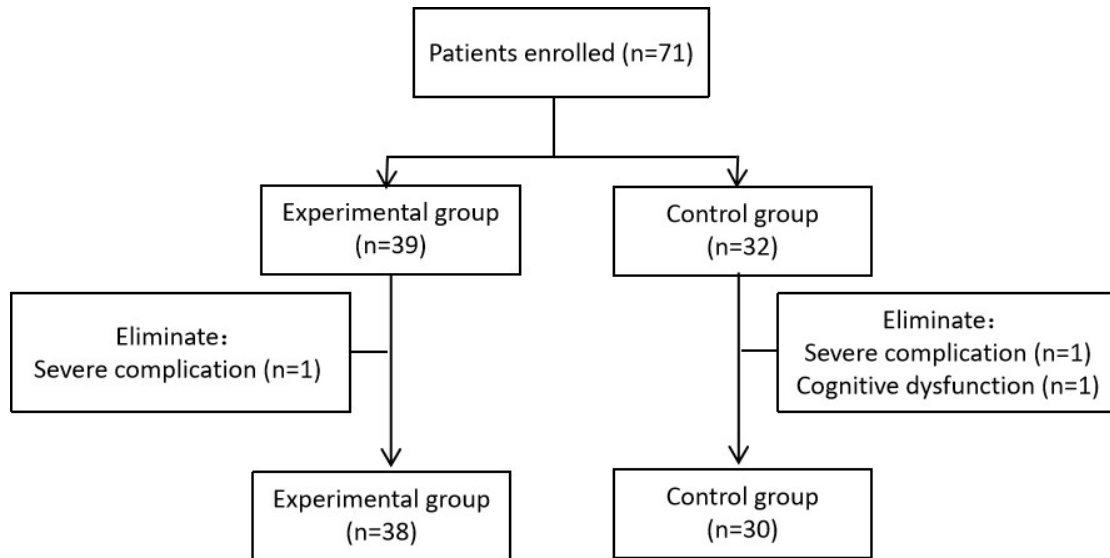 Patients enrolled (n=71)
Experimental group
(n=39)
Control group
(n=32)
Eliminate：
Severe complication (n=1)
Eliminate：
Severe complication (n=1)
Cognitive dysfunction (n=1)
Experimental group
(n=38)
Control group
(n=30)